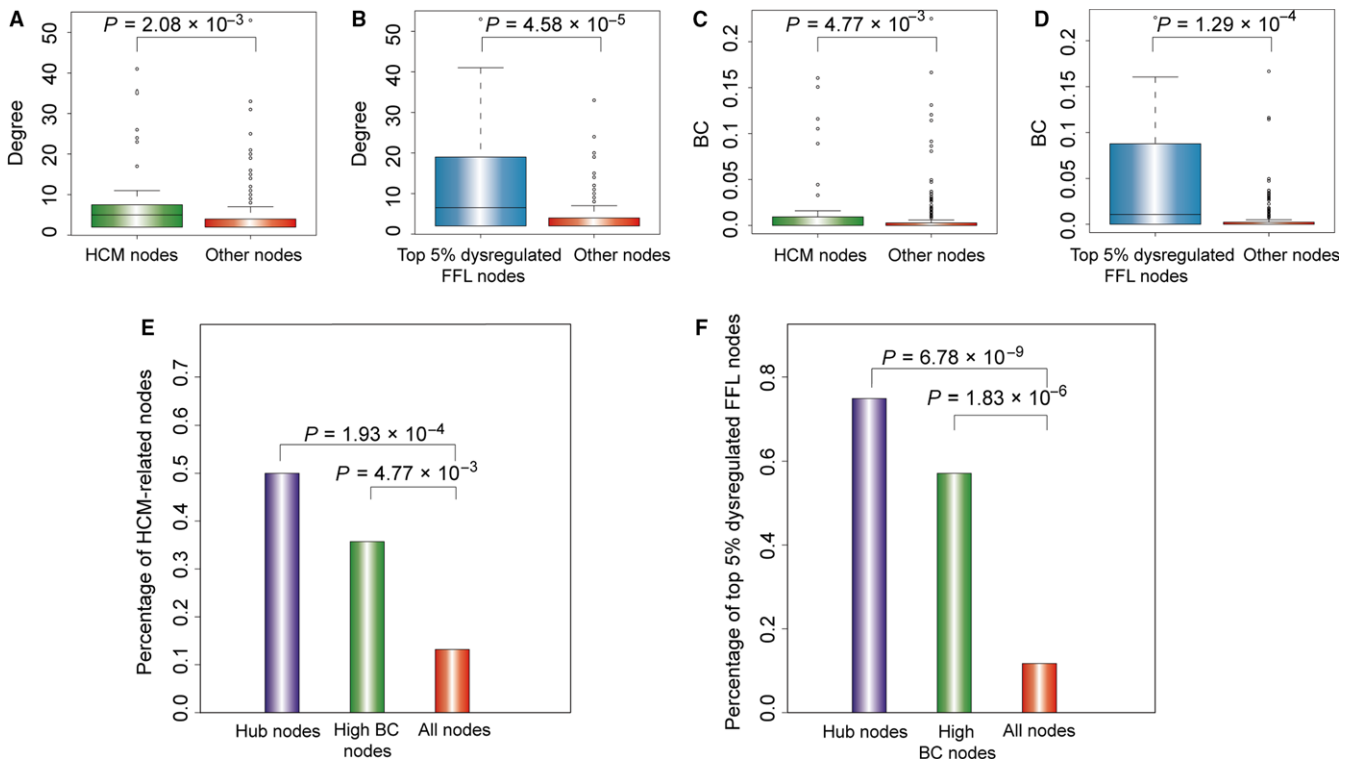 A
P = 2.08 × 10⁻³
Degree
50
40
30
20
10
0
HCM nodes
Other nodes
B
P = 4.58 × 10⁻⁵
Degree
50
40
30
20
10
0
Top 5% dysregulated
FFL nodes
Other nodes
C
P = 4.77 × 10⁻³
BC
0.2
0.15
0.1
0.05
0.0
HCM nodes
Other nodes
D
P = 1.29 × 10⁻⁴
BC
0.2
0.15
0.1
0.05
0.0
Top 5% dysregulated
FFL nodes
Other nodes
E
Percentage of HCM-related nodes
0.7
0.6
0.5
0.4
0.3
0.2
0.1
0.0
P = 1.93 × 10⁻⁴
P = 4.77 × 10⁻³
Hub nodes
High BC
nodes
All nodes
F
Percentage of top 5% dysregulated FFL nodes
0.8
0.6
0.4
0.2
0.0
P = 6.78 × 10⁻⁹
P = 1.83 × 10⁻⁶
Hub nodes
High
BC nodes
All nodes